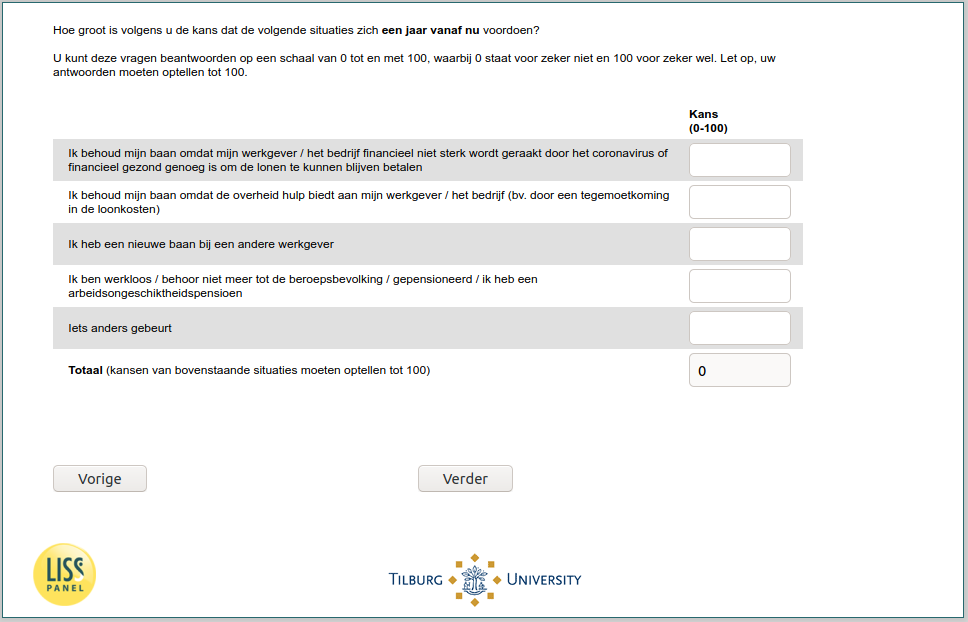 Hoe groot is volgens u de kans dat de volgende situaties zich een jaar vanaf nu voordoen?
U kunt deze vragen beantwoorden op een schaal van 0 tot en met 100, waarbij 0 staat voor zeker niet en 100 voor zeker wel. Let op, uw
antwoorden moeten optellen tot 100.
Kans
(0-100)
Ik behoud mijn baan omdat mijn werkgever / het bedrijf financieel niet sterk wordt geraakt door het coronavirus of
financieel gezond genoeg is om de lonen te kunnen blijven betalen
Ik behoud mijn baan omdat de overheid hulp biedt aan mijn werkgever / het bedrijf (bv. door een tegemoetkoming
in de loonkosten)
Ik heb een nieuwe baan bij een andere werkgever
Ik ben werkloos / behoor niet meer tot de beroepsbevolking / gepensioneerd / ik heb een
arbeidsongeschiktheidspensioen
Iets anders gebeurt
Totaal (kansen van bovenstaande situaties moeten optellen tot 100) 0
Vorige Verder
LISS
PANEL
TILBURG UNIVERSITY